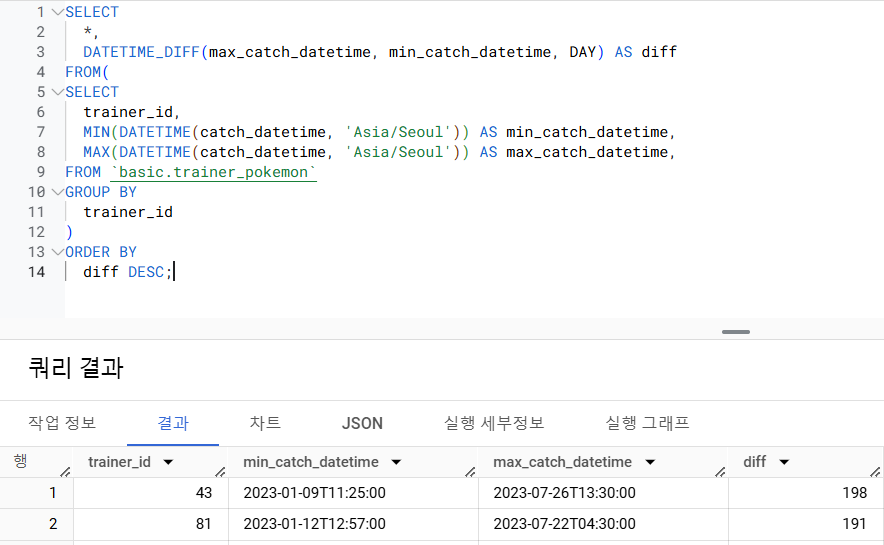 1 SELECT
2 *,
3 DATETIME_DIFF(max_catch_datetime, min_catch_datetime, DAY) AS diff
4 FROM(
5 SELECT
6 trainer_id,
7 MIN(DATETIME(catch_datetime, 'Asia/Seoul')) AS min_catch_datetime,
8 MAX(DATETIME(catch_datetime, 'Asia/Seoul')) AS max_catch_datetime,
9 FROM `basic.trainer_pokemon`
10 GROUP BY
11 trainer_id
12 )
13 ORDER BY
14 diff DESC;
쿼리 결과
작업 정보 결과 차트 JSON 실행 세부정보 실행 그래프
행 trainer_id min_catch_datetime max_catch_datetime diff
1 43 2023-01-09T11:25:00 2023-07-26T13:30:00 198
2 81 2023-01-12T12:57:00 2023-07-22T04:30:00 191